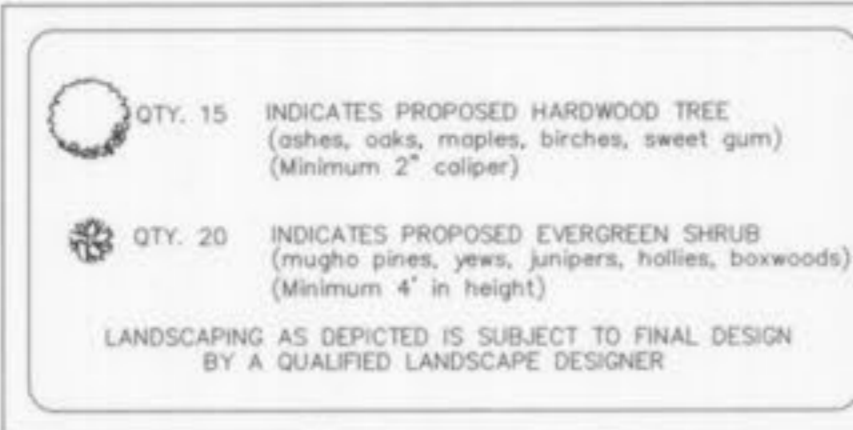 QTY. 15 INDICATES PROPOSED HARDWOOD TREE
(ashes, oaks, maples, birches, sweet gum)
(Minimum 2" caliper)
QTY. 20 INDICATES PROPOSED EVERGREEN SHRUB
(mugho pines, yews, junipers, hollies, boxwoods)
(Minimum 4' in height)
LANDSCAPING AS DEPICTED IS SUBJECT TO FINAL DESIGN
BY A QUALIFIED LANDSCAPE DESIGNER